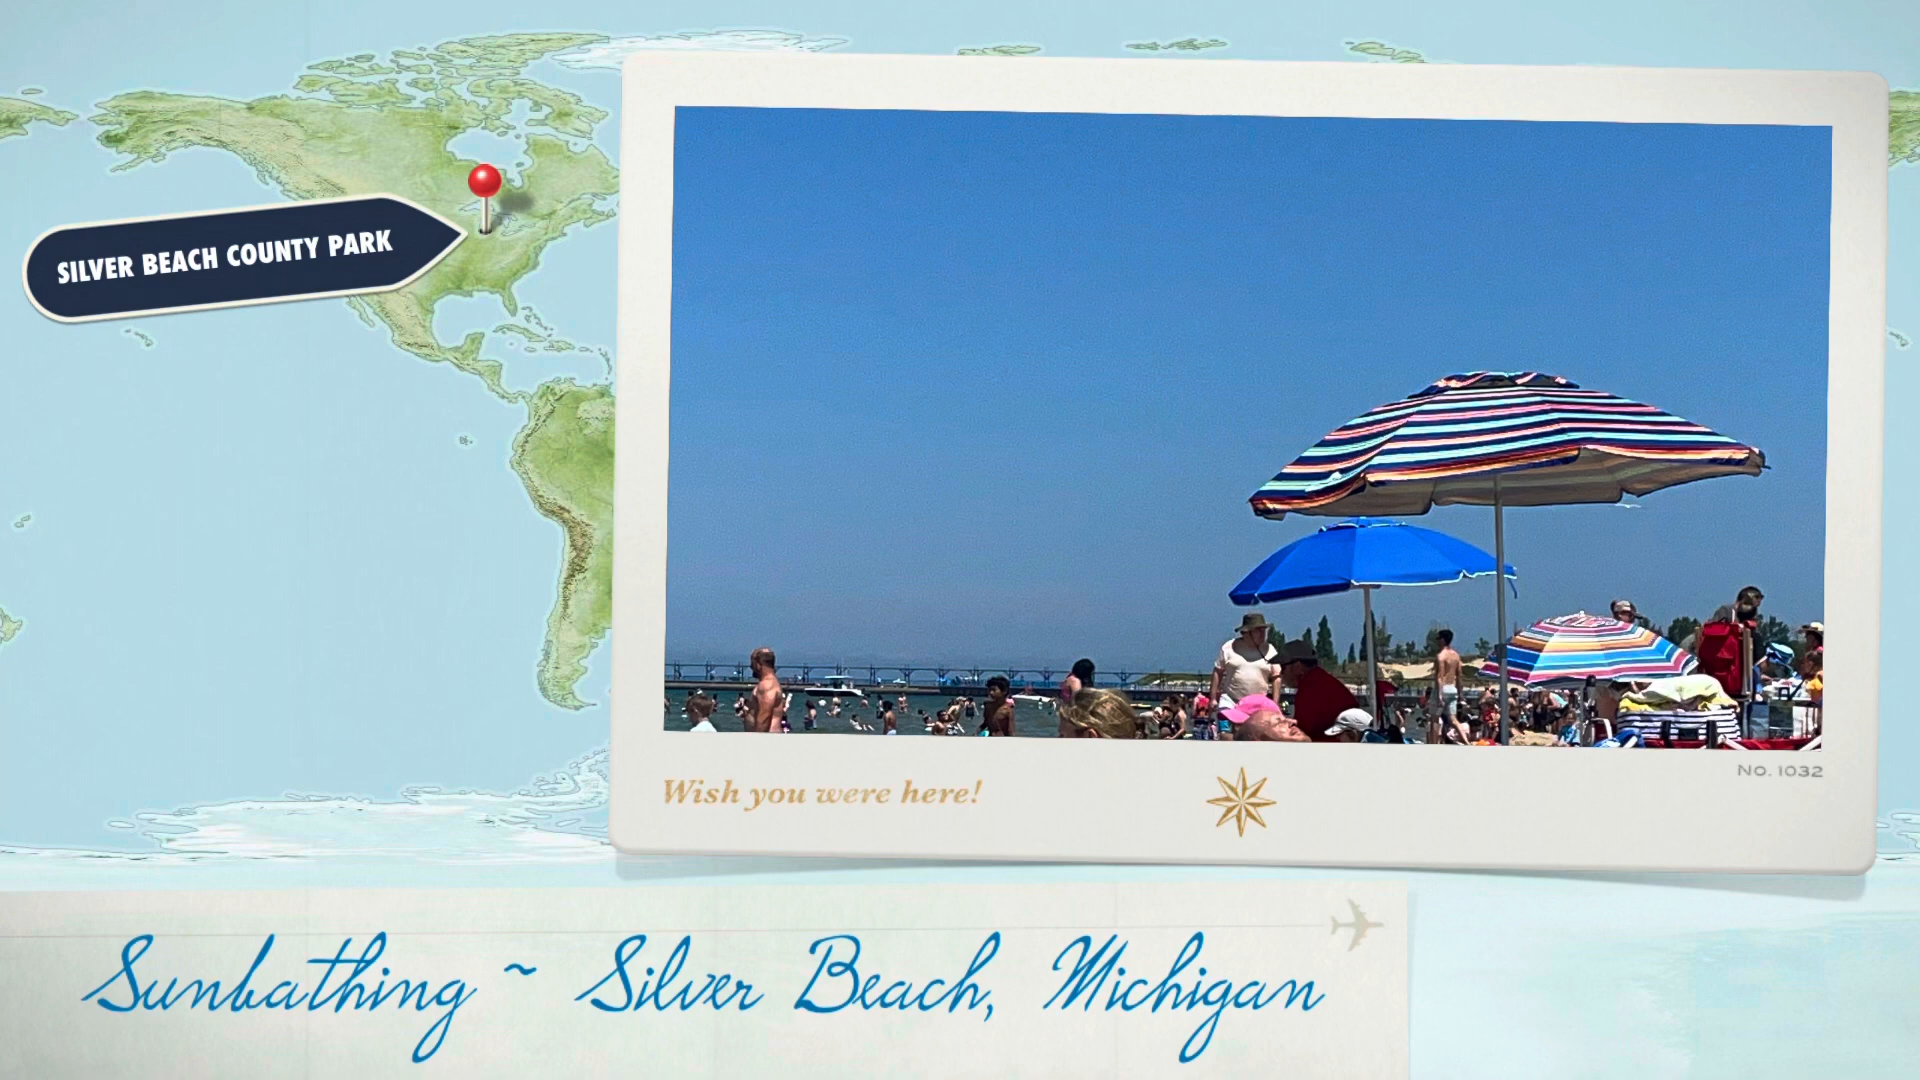 SILVER BEACH COUNTY PARK
Wish you were here!
No. 1032
Sunbathing ~ Silver Beach, Michigan